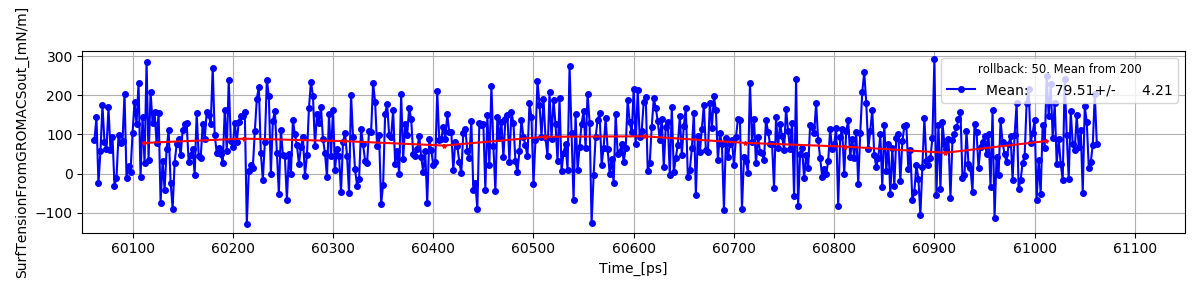 SurfTensionFromGROMACSout_[mN/m]
300
200
100
0
−100
rollback: 50. Mean from 200
Mean: 79.51+/- 4.21
60100 60200 60300 60400 60500 60600 60700 60800 60900 61000 61100
Time_[ps]